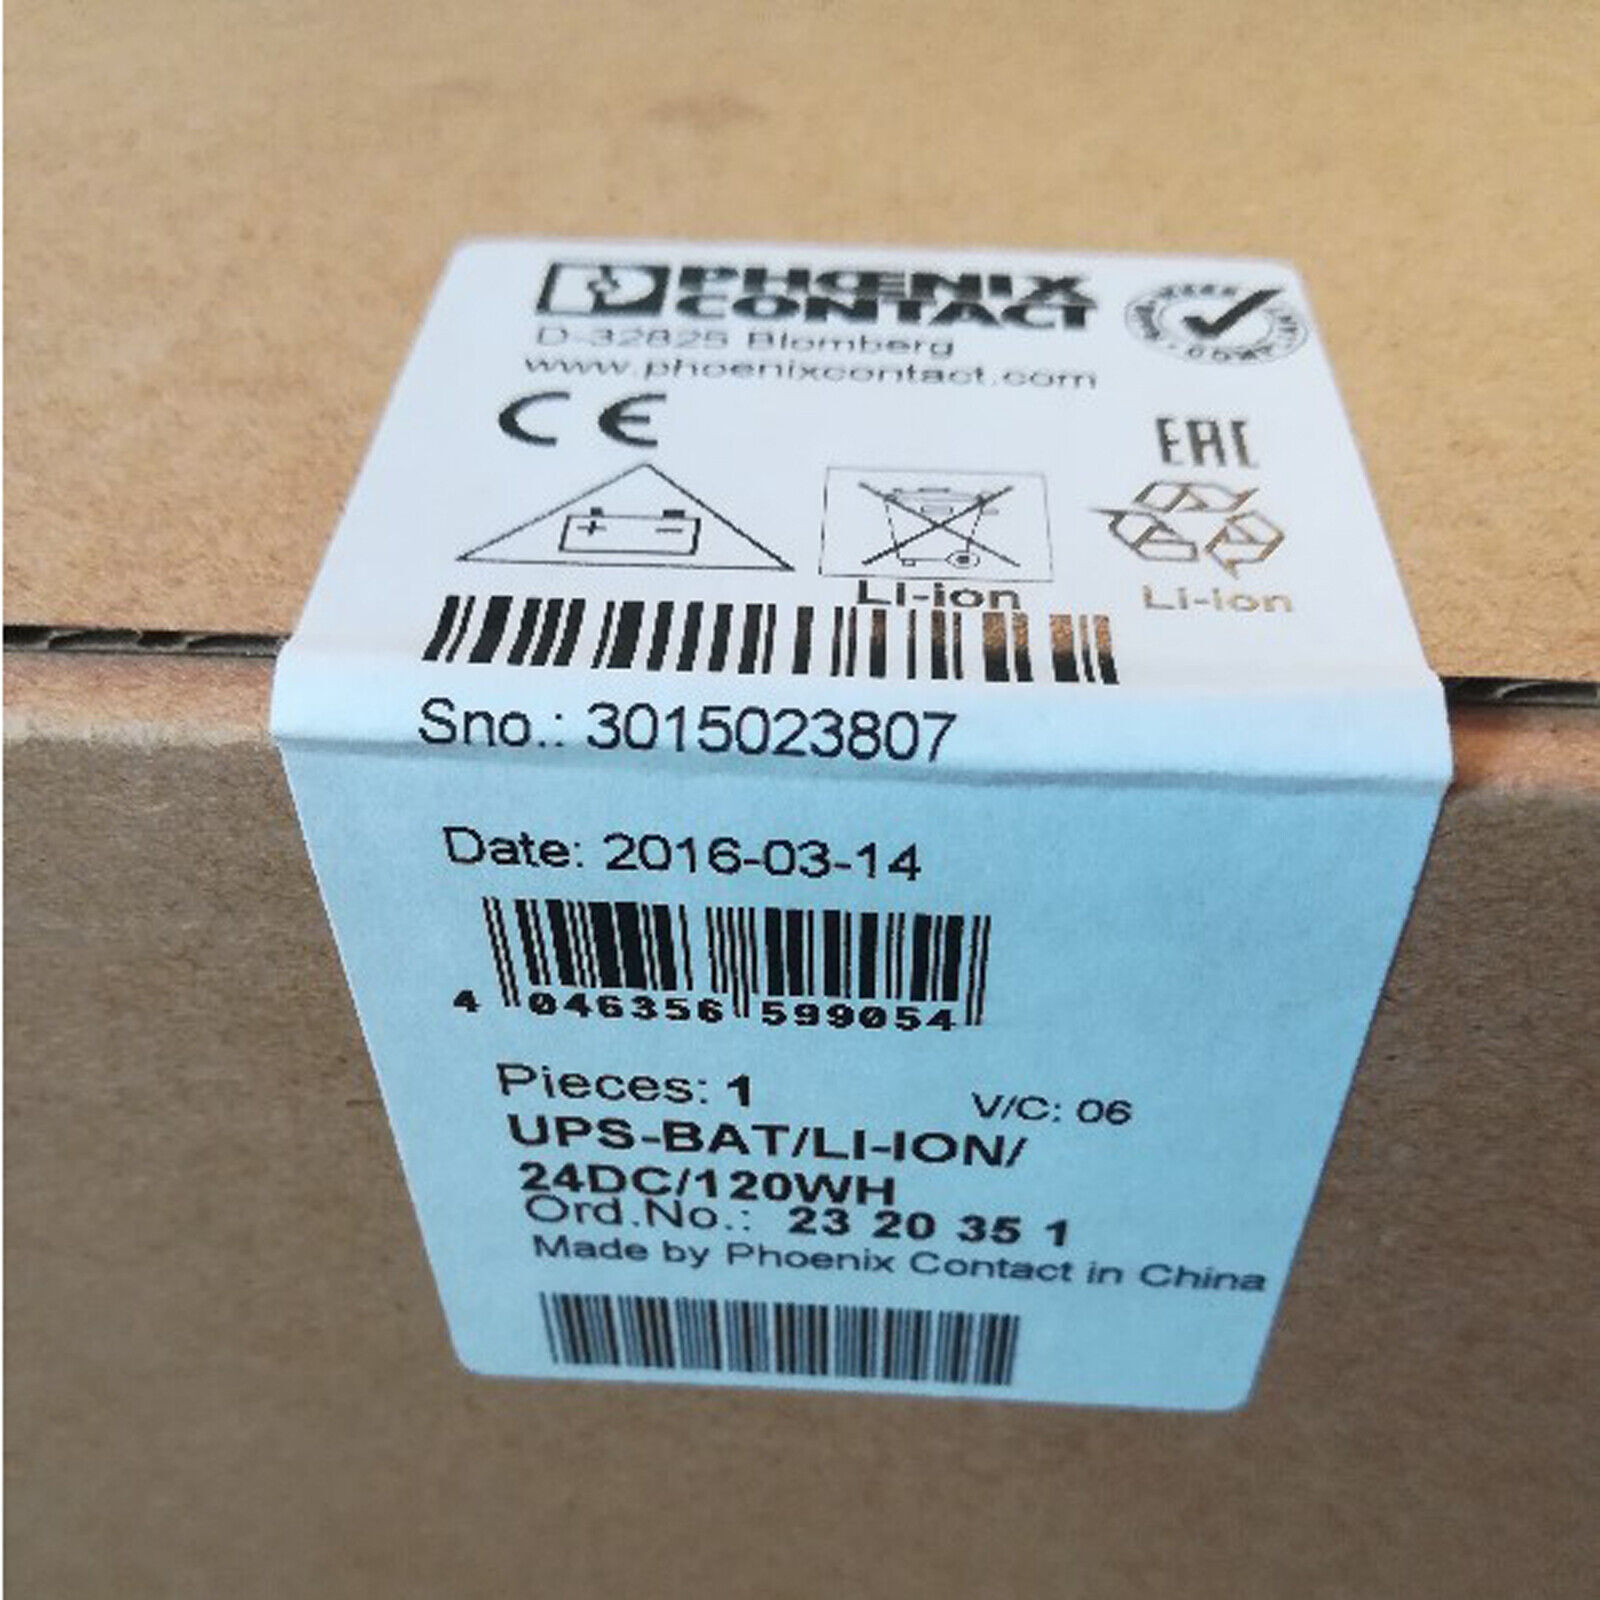 PHŒNIX
CONTACT
D-32825 Blomberg
www.phoenixcontact.com
CE
EAC
+ −
Li-ion
Li-ion
Sno.: 3015023807
Date: 2016-03-14
4 046356 599054
Pieces: 1
V/C: 06
UPS-BAT/LI-ION/
24DC/120WH
Ord.No.: 23 20 35 1
Made by Phoenix Contact in China